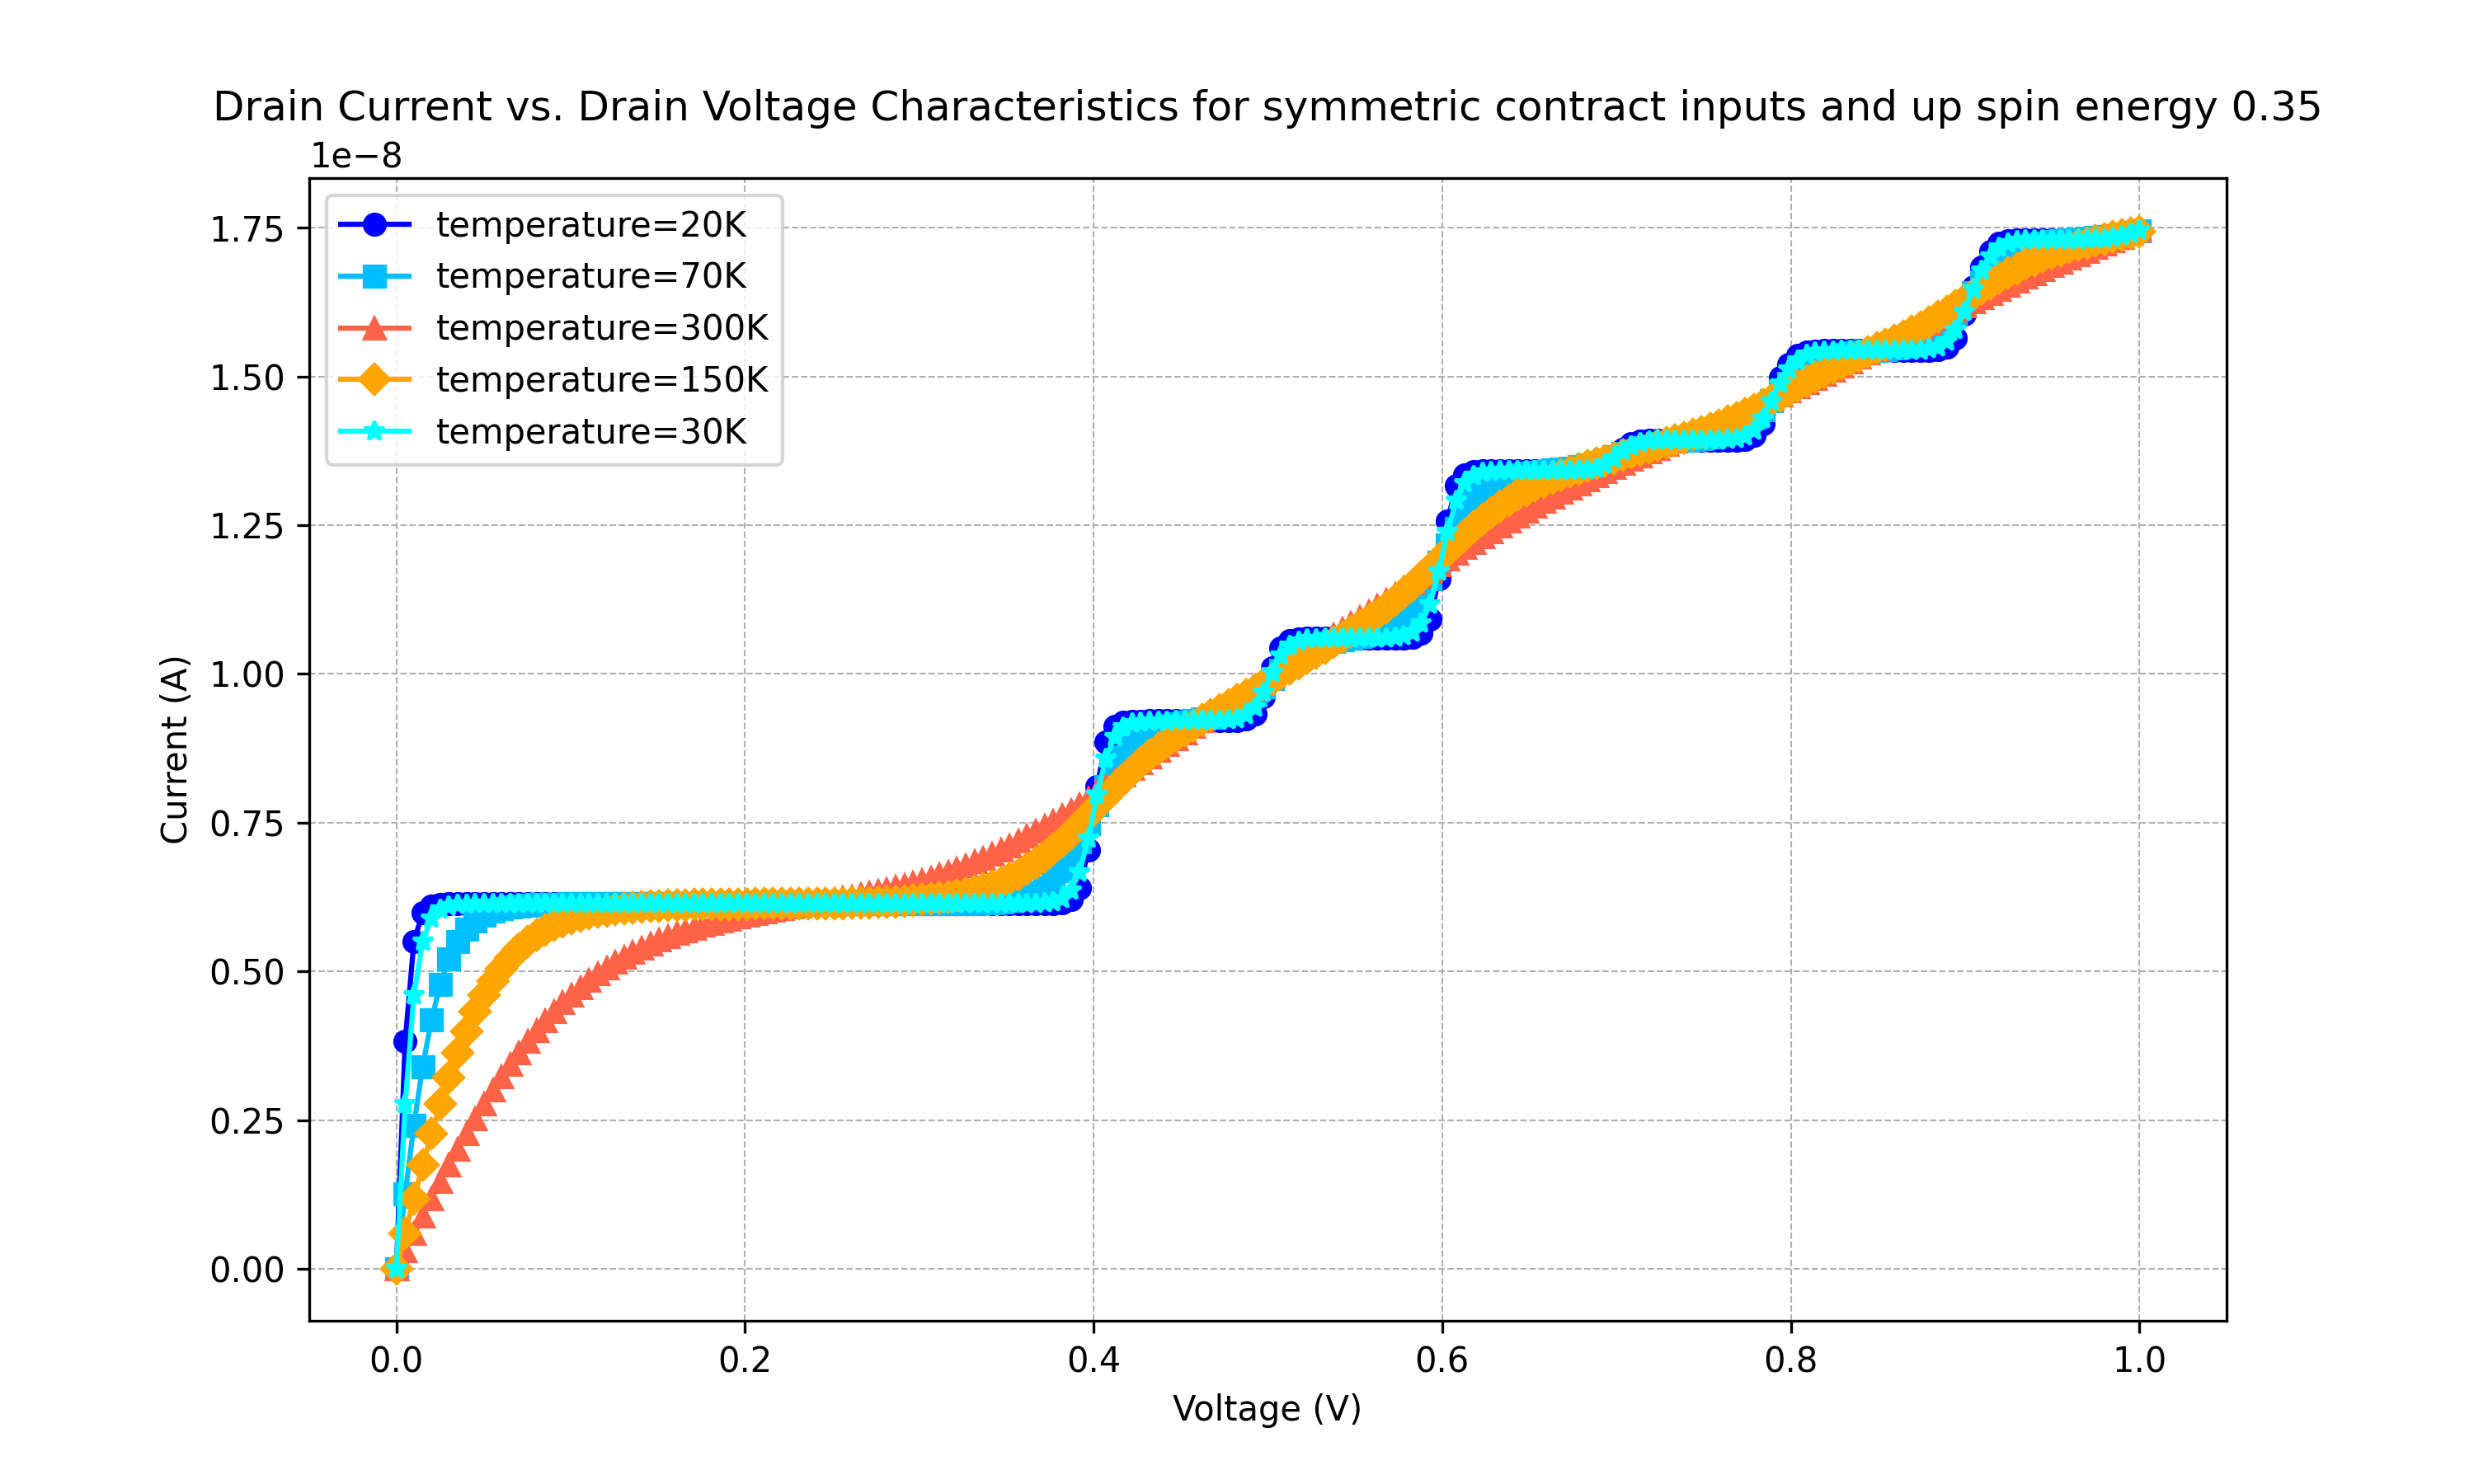 Drain Current vs. Drain Voltage Characteristics for symmetric contract inputs and up spin energy 0.35
1e−8
temperature=20K
temperature=70K
temperature=300K
temperature=150K
temperature=30K
1.75
1.50
1.25
1.00
0.75
0.50
0.25
0.00
Current (A)
0.0 0.2 0.4 0.6 0.8 1.0
Voltage (V)